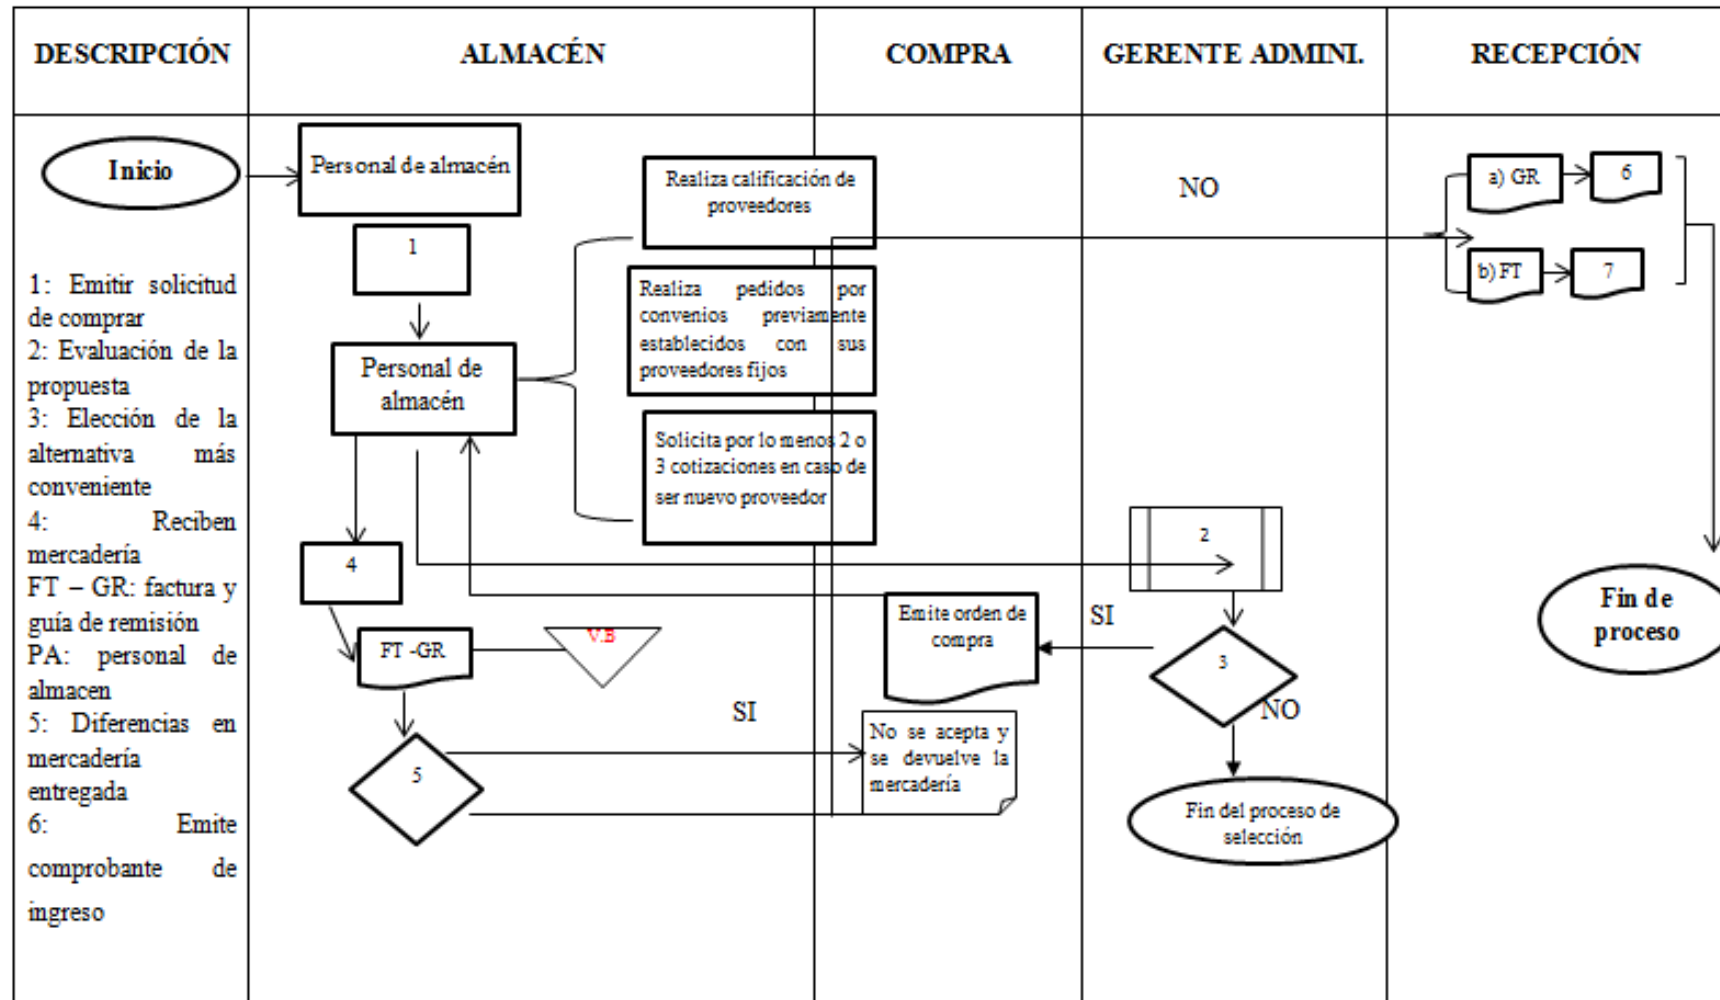 DESCRIPCIÓN
ALMACÉN
COMPRA
GERENTE ADMINI.
RECEPCIÓN
Inicio
1: Emitir solicitud
de comprar
2: Evaluación de la
propuesta
3: Elección de la
alternativa más
conveniente
4: Reciben
mercadería
FT – GR: factura y
guía de remisión
PA: personal de
almacen
5: Diferencias en
mercadería
entregada
6: Emite
comprobante de
ingreso
Personal de almacén
1
Personal de
almacén
Realiza calificación de
proveedores
Realiza pedidos por
convenios previamente
establecidos con sus
proveedores fijos
Solicita por lo menos 2 o
3 cotizaciones en caso de
ser nuevo proveedor
4
FT -GR
V.B
5
SI
Emite orden de
compra
No se acepta y
se devuelve la
mercadería
NO
2
SI
3
NO
Fin del proceso de
selección
a) GR
6
b) FT
7
Fin de
proceso